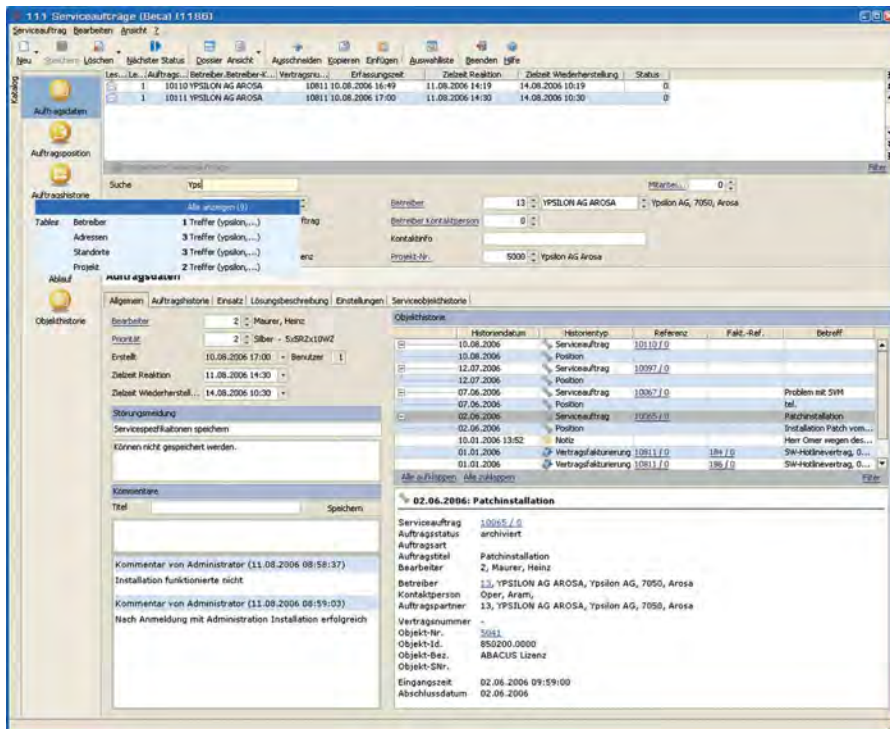 111 Serviceaufträge (Beta) (1186)
Serviceauftrag Bearbeiten Ansicht ?
Neu Speichern Löschen Nächster Status Dossier Ansicht Ausschneiden Kopieren Einfügen Auswahlliste Beenden Hilfe
Katalog
Les... Le... Auftrags... Betreiber.Betreiber-K... Vertragsnu... Erfassungszeit Zielzeit Reaktion Zielzeit Wiederherstellung Status
1 10110 YPSILON AG AROSA 10811 10.08.2006 16:49 11.08.2006 14:19 14.08.2006 10:19 0
1 10111 YPSILON AG AROSA 10811 10.08.2006 17:00 11.08.2006 14:30 14.08.2006 10:30 0
Filter
Auftragsdaten
Auftragsposition
Auftragshistorie
Ablauf
Objekthistorie
Suche Yps Mitarbei... 0
Alle anzeigen (9)
Tables Betreiber 1 Treffer (ypsilon,...)
Adressen 3 Treffer (ypsilon,...)
Standorte 3 Treffer (ypsilon,...)
Projekt 2 Treffer (ypsilon,...)
Betreiber 13 YPSILON AG AROSA Ypsilon AG, 7050, Arosa
ftrag Betreiber Kontaktperson 0
Kontaktinfo
enz Projekt-Nr. 5000 Ypsilon AG Arosa
Auftragsdaten
Allgemein Auftragshistorie Einsatz Lösungsbeschreibung Einstellungen Serviceobjekthistorie
Bearbeiter 2 Maurer, Heinz
Priorität 2 Silber - 5x5R2x10WZ
Erstellt 10.08.2006 17:00 Benutzer 1
Zielzeit Reaktion 11.08.2006 14:30
Zielzeit Wiederherstell... 14.08.2006 10:30
Störungsmeldung
Servicespezifikationen speichern
Können nicht gespeichert werden.
Kommentare
Titel Speichern
Kommentar von Administrator (11.08.2006 08:58:37)
Installation funktionierte nicht
Kommentar von Administrator (11.08.2006 08:59:03)
Nach Anmeldung mit Administration Installation erfolgreich
Objekthistorie
Historiendatum Historientyp Referenz Fakt.-Ref. Betreff
10.08.2006 Serviceauftrag 10110 / 0
10.08.2006 Position
12.07.2006 Serviceauftrag 10097 / 0
12.07.2006 Position
07.06.2006 Serviceauftrag 10067 / 0 Problem mit SVM
07.06.2006 Position tel.
02.06.2006 Serviceauftrag 10065 / 0 Patchinstallation
02.06.2006 Position Installation Patch vom...
10.01.2006 13:52 Notiz Herr Omer wegen des...
01.01.2006 Vertragsfakturierung 10811 / 0 184 / 0 SW-Hotlinevertrag, 0...
01.01.2006 Vertragsfakturierung 10811 / 0 196 / 0 SW-Hotlinevertrag, 0...
Alle aufklappen Alle zuklappen Filter
02.06.2006: Patchinstallation
Serviceauftrag 10065 / 0
Auftragsstatus archiviert
Auftragsart
Auftragstitel Patchinstallation
Bearbeiter 2, Maurer, Heinz
Betreiber 13, YPSILON AG AROSA, Ypsilon AG, 7050, Arosa
Kontaktperson Oper, Aram,
Auftragspartner 13, YPSILON AG AROSA, Ypsilon AG, 7050, Arosa
Vertragsnummer -
Objekt-Nr. 5041
Objekt-Id. 850200.0000
Objekt-Bez. ABACUS Lizenz
Objekt-SNr.
Eingangszeit 02.06.2006 09:59:00
Abschlussdatum 02.06.2006